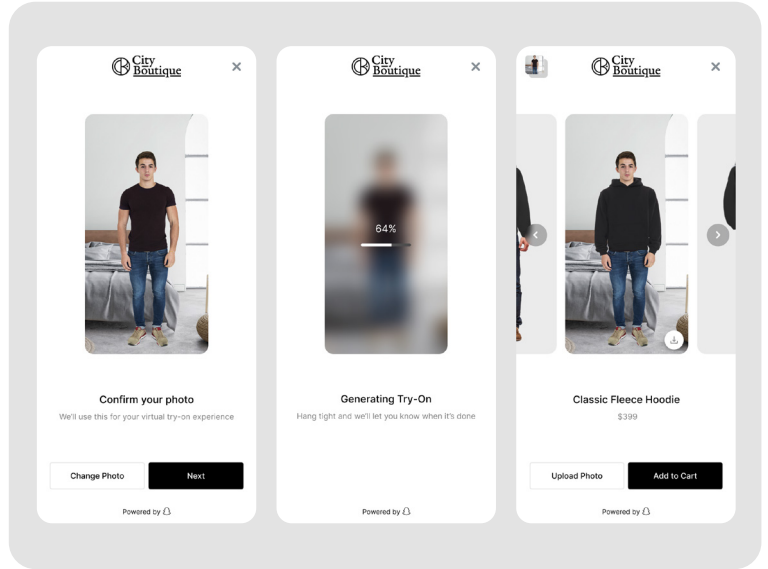 City
Boutique
Confirm your photo
We'll use this for your virtual try-on experience
Change Photo
Next
Powered by
City
Boutique
64%
Generating Try-On
Hang tight and we'll let you know when it's done
Powered by
City
Boutique
Classic Fleece Hoodie
$399
Upload Photo
Add to Cart
Powered by